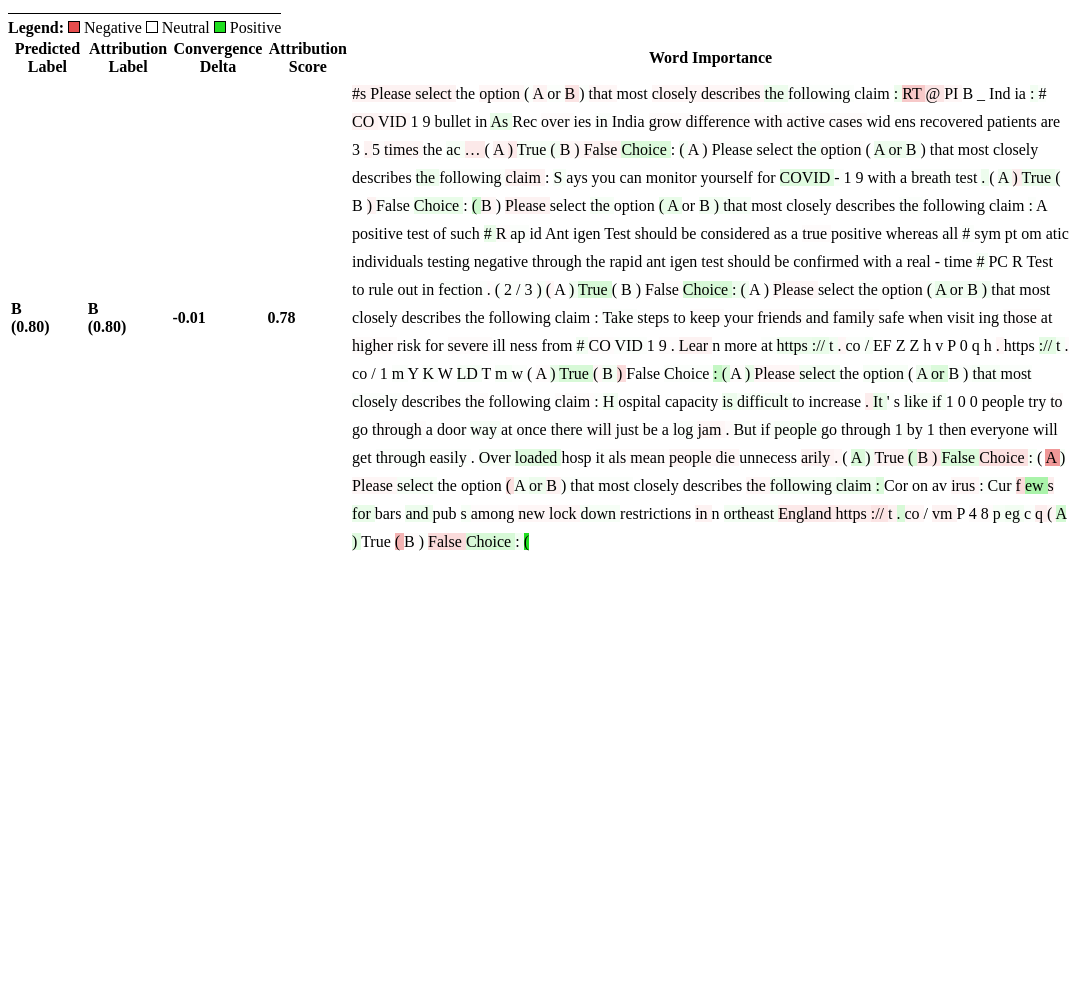 Legend: Negative Neutral Positive
Predicted Label Attribution Label Convergence Delta Attribution Score Word Importance
B (0.80) B (0.80) -0.01 0.78
#s Please select the option ( A or B ) that most closely describes the following claim : RT @ PI B _ Ind ia : #
CO VID 1 9 bullet in As Rec over ies in India grow difference with active cases wid ens recovered patients are
3 . 5 times the ac … ( A ) True ( B ) False Choice : ( A ) Please select the option ( A or B ) that most closely
describes the following claim : S ays you can monitor yourself for COVID - 1 9 with a breath test . ( A ) True (
B ) False Choice : ( B ) Please select the option ( A or B ) that most closely describes the following claim : A
positive test of such # R ap id Ant igen Test should be considered as a true positive whereas all # sym pt om atic
individuals testing negative through the rapid ant igen test should be confirmed with a real - time # PC R Test
to rule out in fection . ( 2 / 3 ) ( A ) True ( B ) False Choice : ( A ) Please select the option ( A or B ) that most
closely describes the following claim : Take steps to keep your friends and family safe when visit ing those at
higher risk for severe ill ness from # CO VID 1 9 . Lear n more at https :// t . co / EF Z Z h v P 0 q h . https :// t .
co / 1 m Y K W LD T m w ( A ) True ( B ) False Choice : ( A ) Please select the option ( A or B ) that most
closely describes the following claim : H ospital capacity is difficult to increase . It ' s like if 1 0 0 people try to
go through a door way at once there will just be a log jam . But if people go through 1 by 1 then everyone will
get through easily . Over loaded hosp it als mean people die unnecess arily . ( A ) True ( B ) False Choice : ( A )
Please select the option ( A or B ) that most closely describes the following claim : Cor on av irus : Cur f ew s
for bars and pub s among new lock down restrictions in n ortheast England https :// t . co / vm P 4 8 p eg c q ( A
) True ( B ) False Choice : (